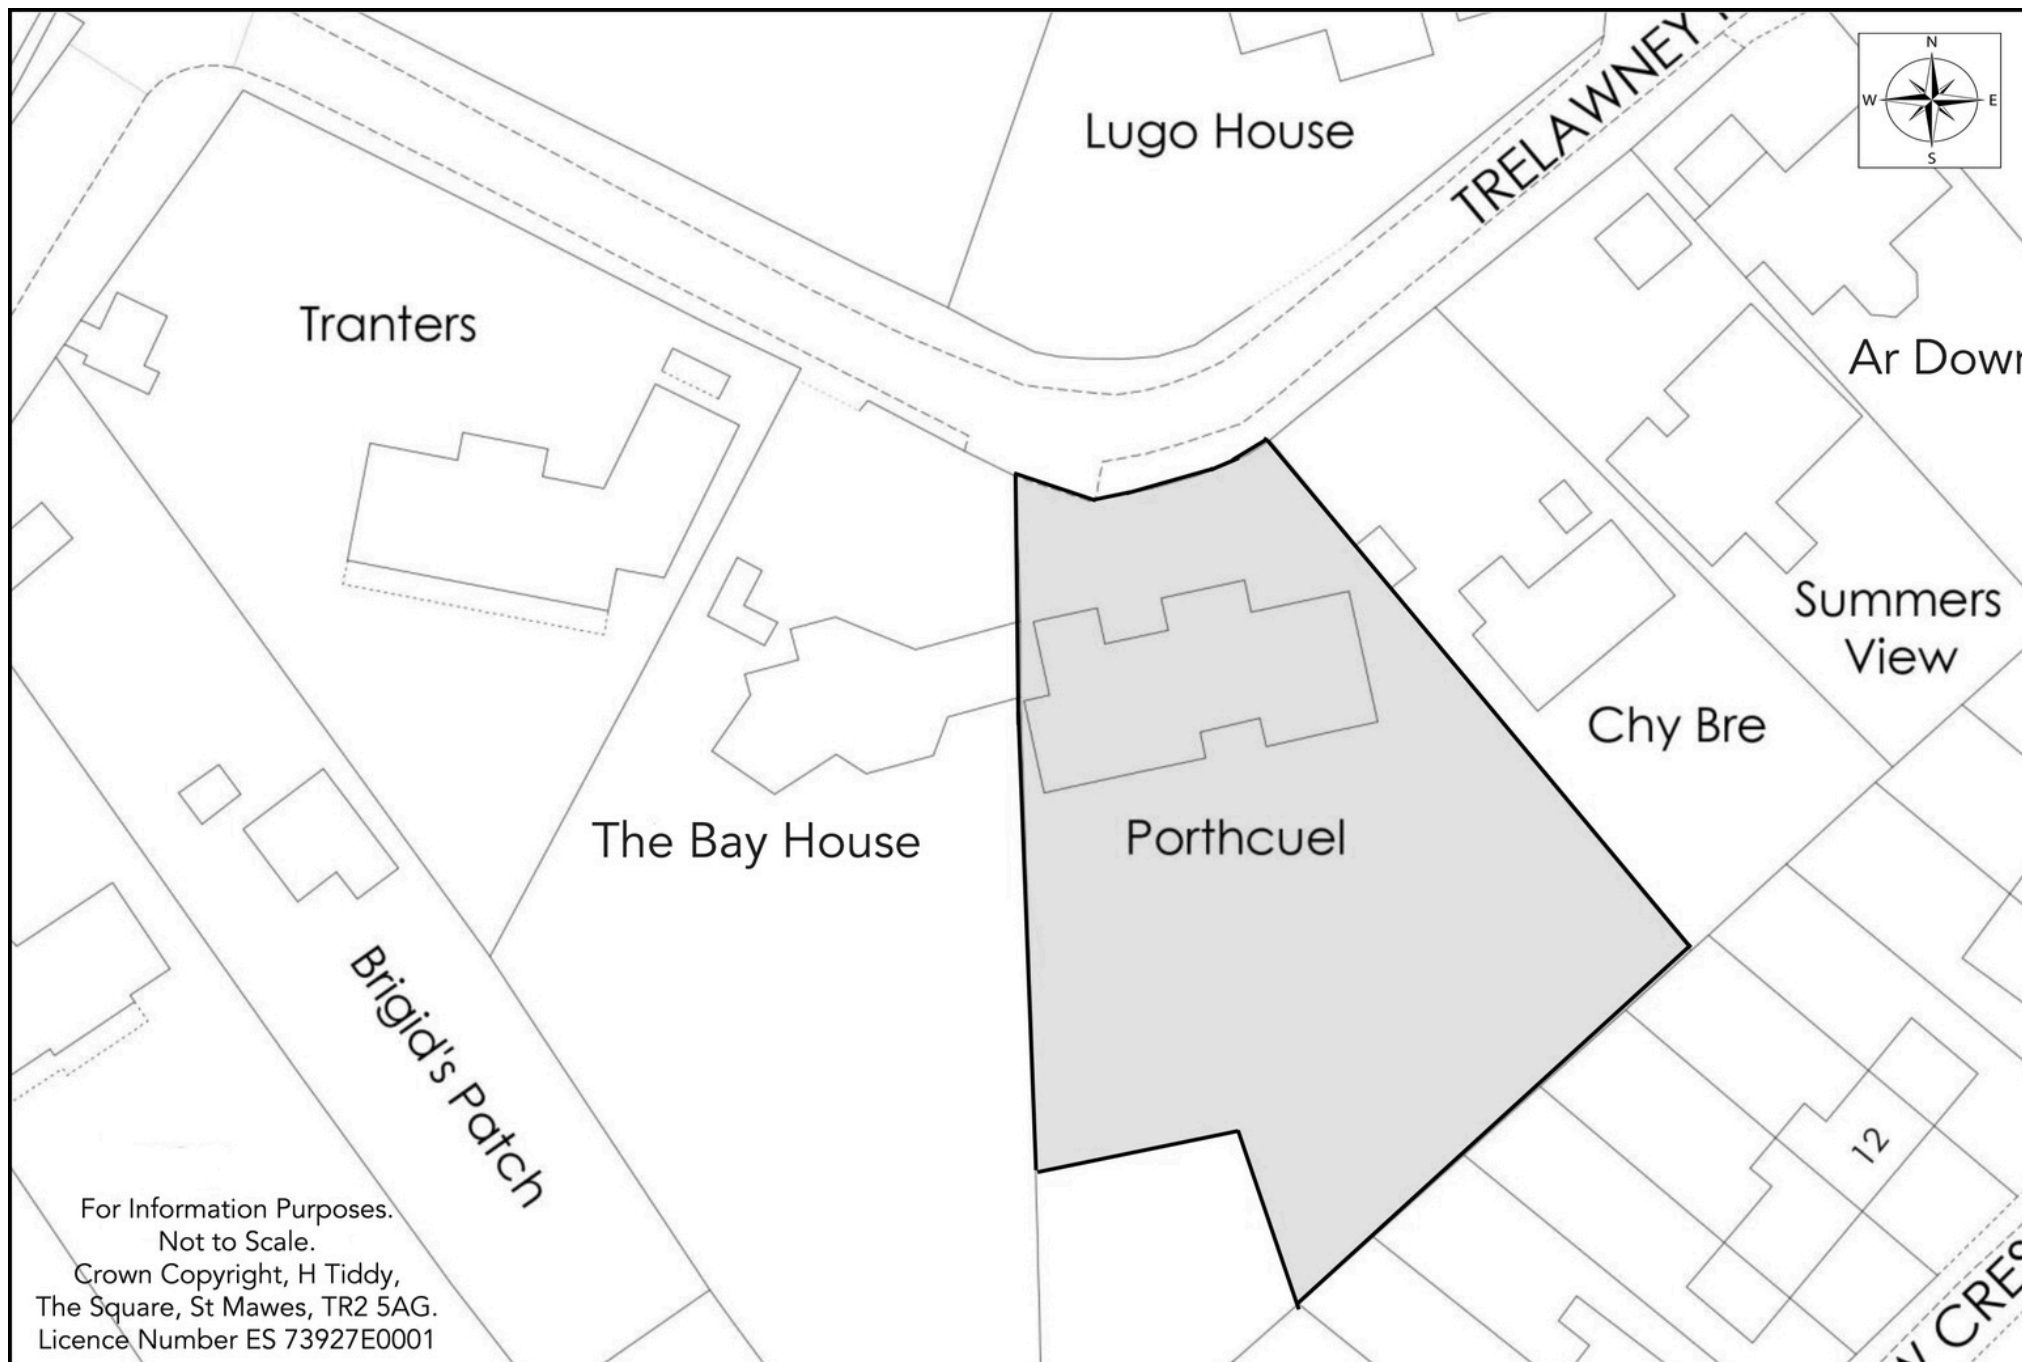 N
W E
S
TRELAWNEY
Lugo House
Tranters
Ar Down
Summers
View
Chy Bre
The Bay House
Porthcuel
Brigid's Patch
12
For Information Purposes.
Not to Scale.
Crown Copyright, H Tiddy,
The Square, St Mawes, TR2 5AG.
Licence Number ES 73927E0001